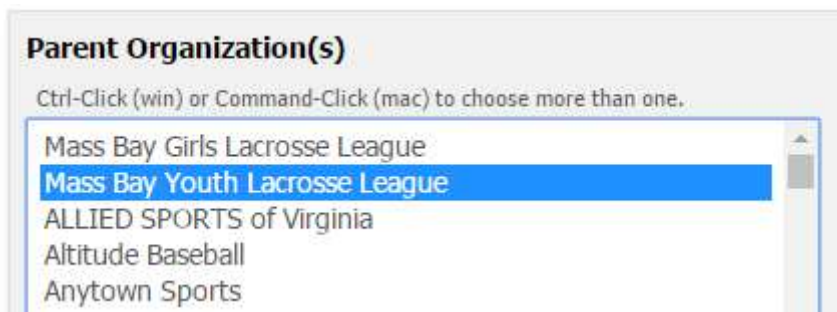 Parent Organization(s)
Ctrl-Click (win) or Command-Click (mac) to choose more than one.
Mass Bay Girls Lacrosse League
Mass Bay Youth Lacrosse League
ALLIED SPORTS of Virginia
Altitude Baseball
Anytown Sports